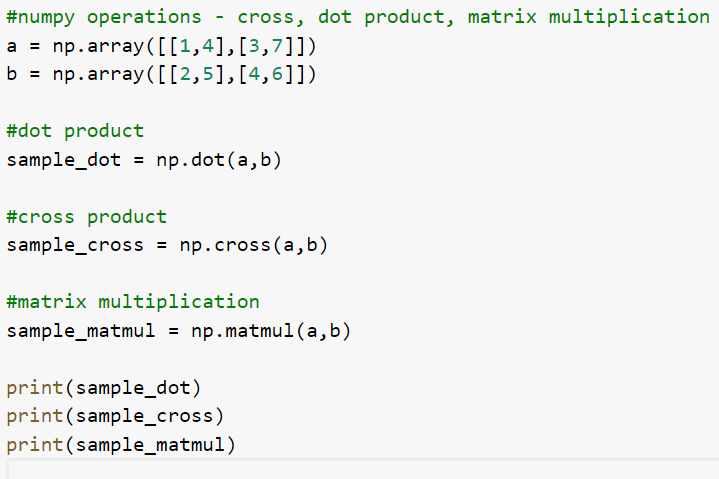 #numpy operations - cross, dot product, matrix multiplication
a = np.array([[1,4],[3,7]])
b = np.array([[2,5],[4,6]])
#dot product
sample_dot = np.dot(a,b)
#cross product
sample_cross = np.cross(a,b)
#matrix multiplication
sample_matmul = np.matmul(a,b)
print(sample_dot)
print(sample_cross)
print(sample_matmul)